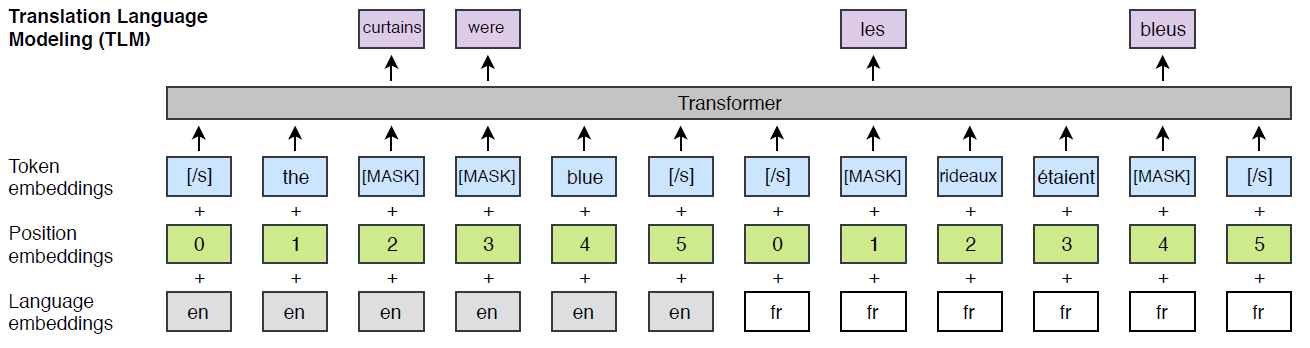 Translation Language
Modeling (TLM)
curtains were les bleus
Transformer
Token
embeddings
[/s] the [MASK] [MASK] blue [/s] [/s] [MASK] rideaux étaient [MASK] [/s]
+ + + + + + + + + + + +
Position
embeddings
0 1 2 3 4 5 0 1 2 3 4 5
+ + + + + + + + + + + +
Language
embeddings
en en en en en en fr fr fr fr fr fr